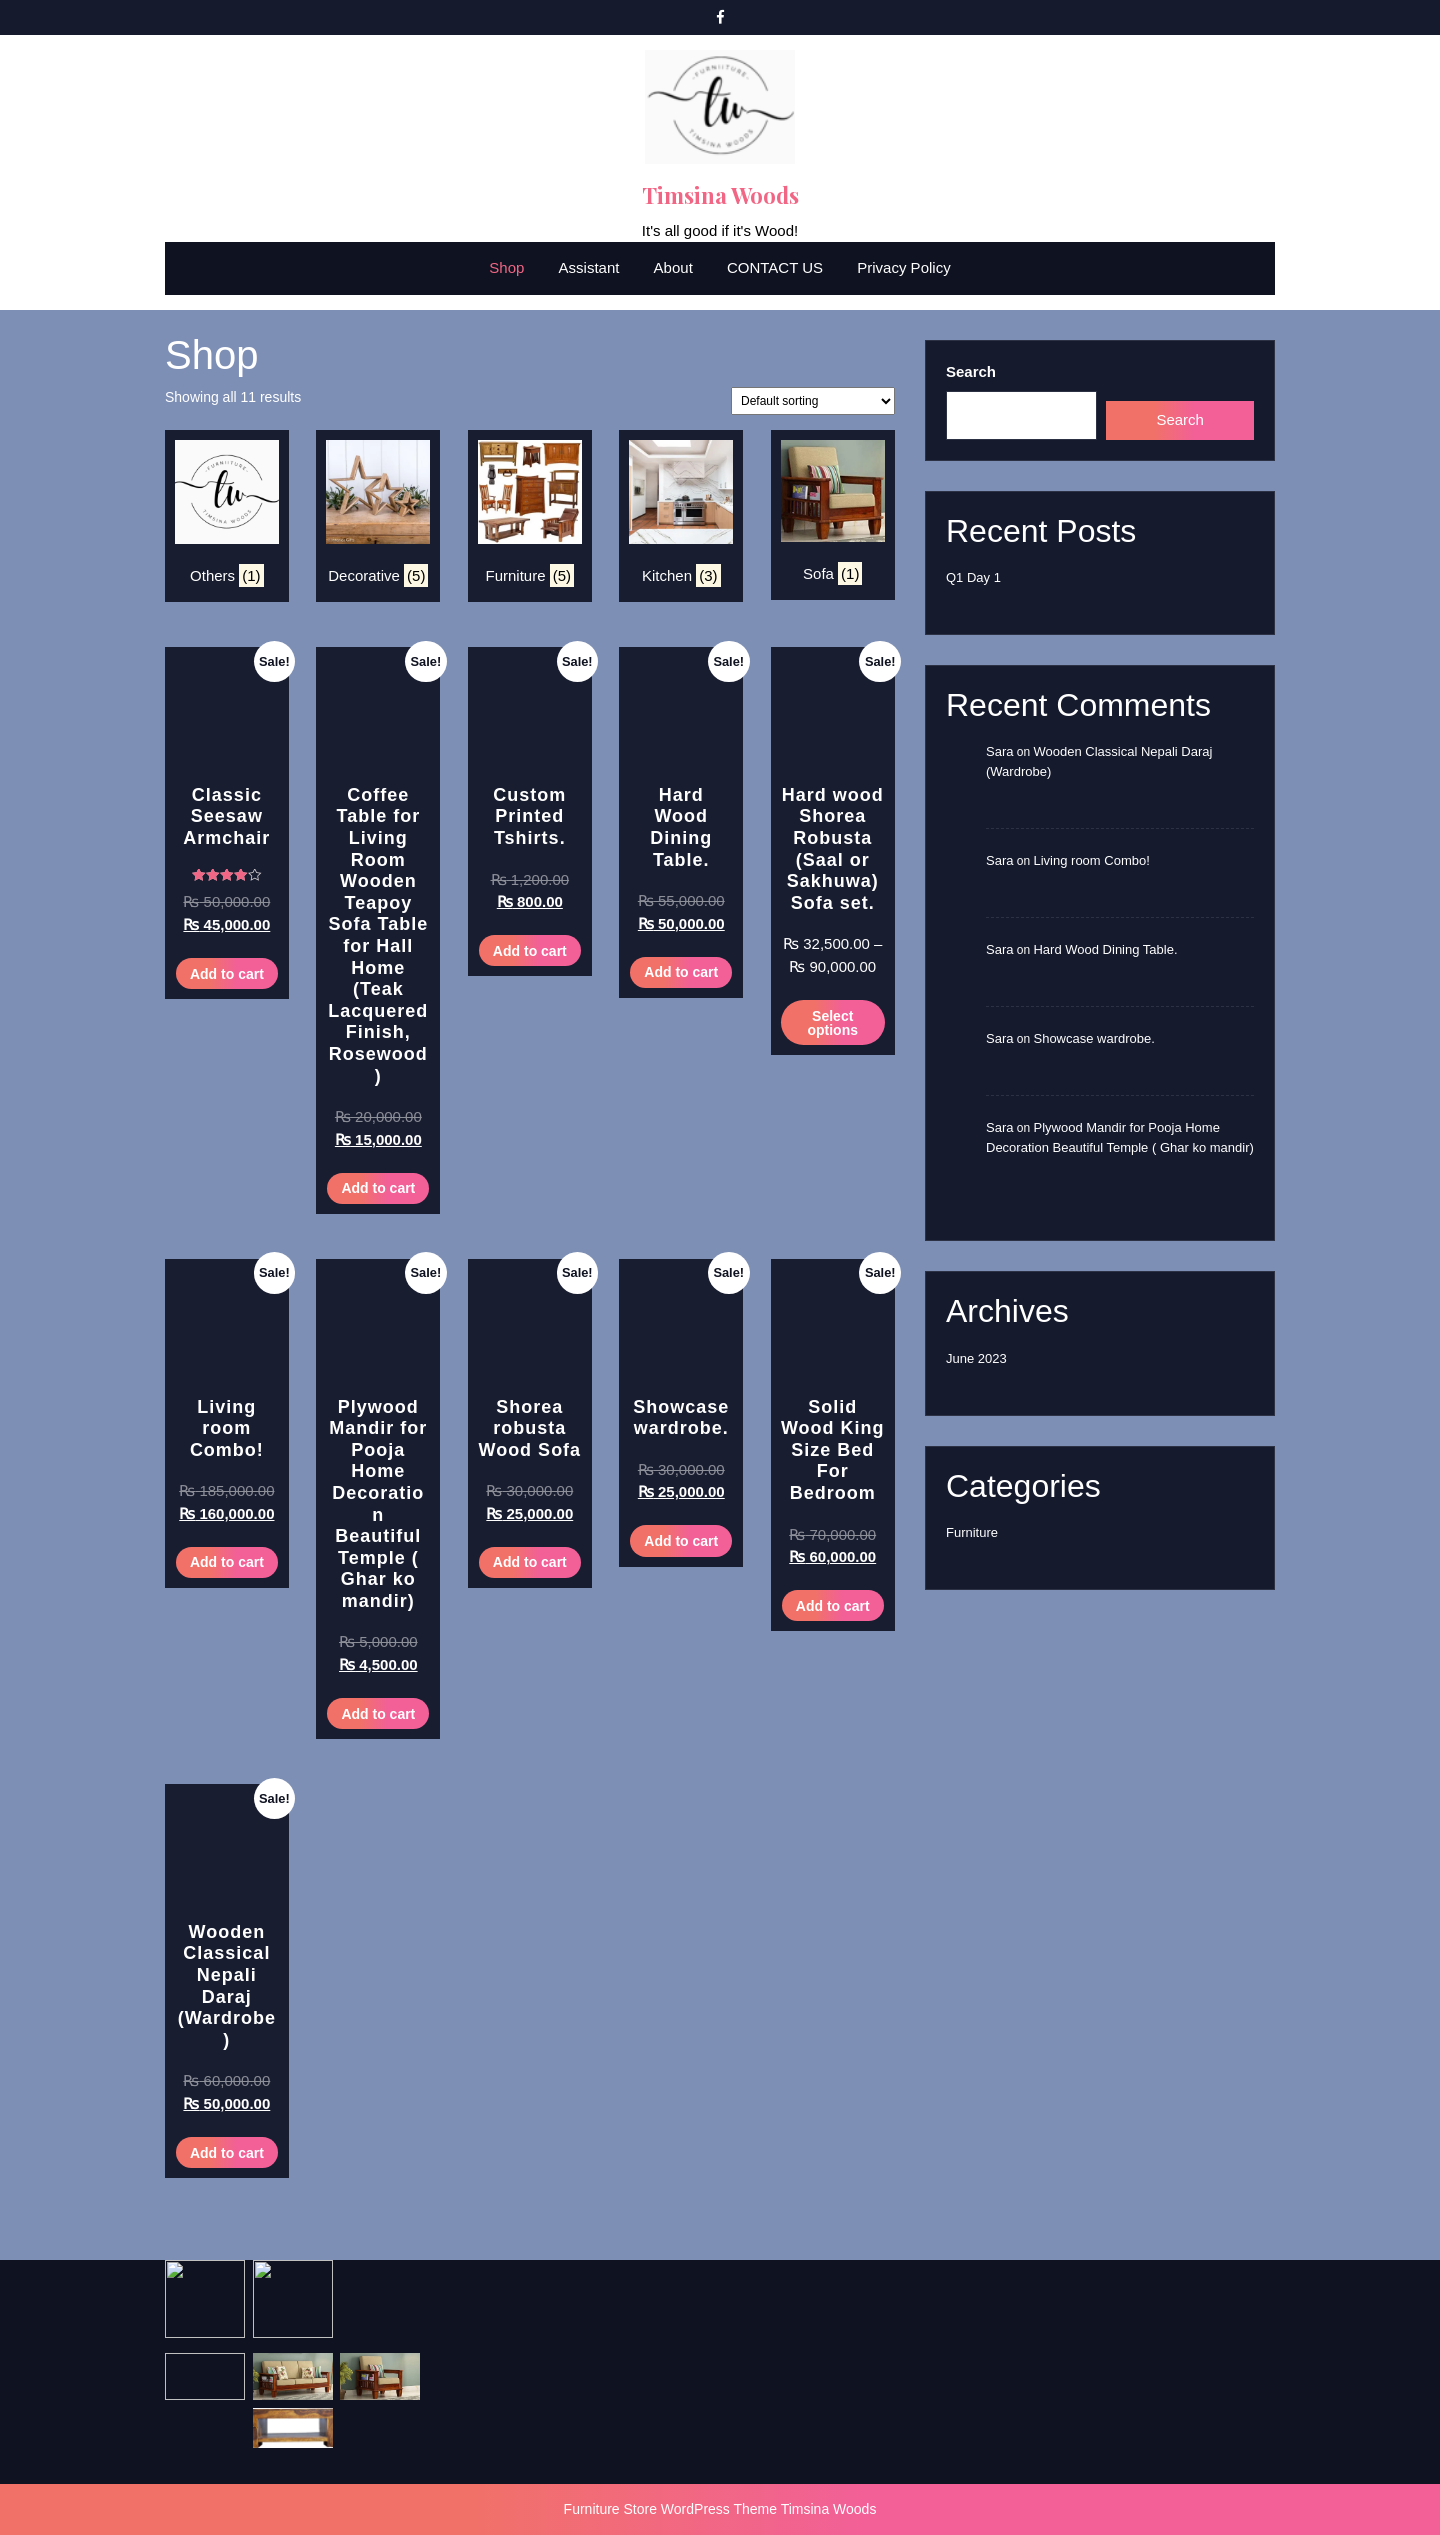 FURNIITURE
tw
TIMSINA WOODS
Timsina Woods
It's all good if it's Wood!
Shop
Assistant
About
CONTACT US
Privacy Policy
Shop
Showing all 11 results
Default sorting
FURNIITURE
tw
TIMSINA WOODS
Others (1)
Decorative (5)
Furniture (5)
Kitchen (3)
Sofa (1)
Sale!
Classic
Seesaw
Armchair
₨ 50,000.00
₨ 45,000.00
Add to cart
Sale!
Coffee
Table for
Living
Room
Wooden
Teapoy
Sofa Table
for Hall
Home
(Teak
Lacquered
Finish,
Rosewood
)
₨ 20,000.00
₨ 15,000.00
Add to cart
Sale!
Custom
Printed
Tshirts.
₨ 1,200.00
₨ 800.00
Add to cart
Sale!
Hard
Wood
Dining
Table.
₨ 55,000.00
₨ 50,000.00
Add to cart
Sale!
Hard wood
Shorea
Robusta
(Saal or
Sakhuwa)
Sofa set.
₨ 32,500.00 –
₨ 90,000.00
Select
options
Sale!
Living
room
Combo!
₨ 185,000.00
₨ 160,000.00
Add to cart
Sale!
Plywood
Mandir for
Pooja
Home
Decoratio
n
Beautiful
Temple (
Ghar ko
mandir)
₨ 5,000.00
₨ 4,500.00
Add to cart
Sale!
Shorea
robusta
Wood Sofa
₨ 30,000.00
₨ 25,000.00
Add to cart
Sale!
Showcase
wardrobe.
₨ 30,000.00
₨ 25,000.00
Add to cart
Sale!
Solid
Wood King
Size Bed
For
Bedroom
₨ 70,000.00
₨ 60,000.00
Add to cart
Sale!
Wooden
Classical
Nepali
Daraj
(Wardrobe
)
₨ 60,000.00
₨ 50,000.00
Add to cart
Search
Search
Recent Posts
Q1 Day 1
Recent Comments
Sara on Wooden Classical Nepali Daraj
(Wardrobe)
Sara on Living room Combo!
Sara on Hard Wood Dining Table.
Sara on Showcase wardrobe.
Sara on Plywood Mandir for Pooja Home
Decoration Beautiful Temple ( Ghar ko mandir)
Archives
June 2023
Categories
Furniture
Furniture Store WordPress Theme Timsina Woods